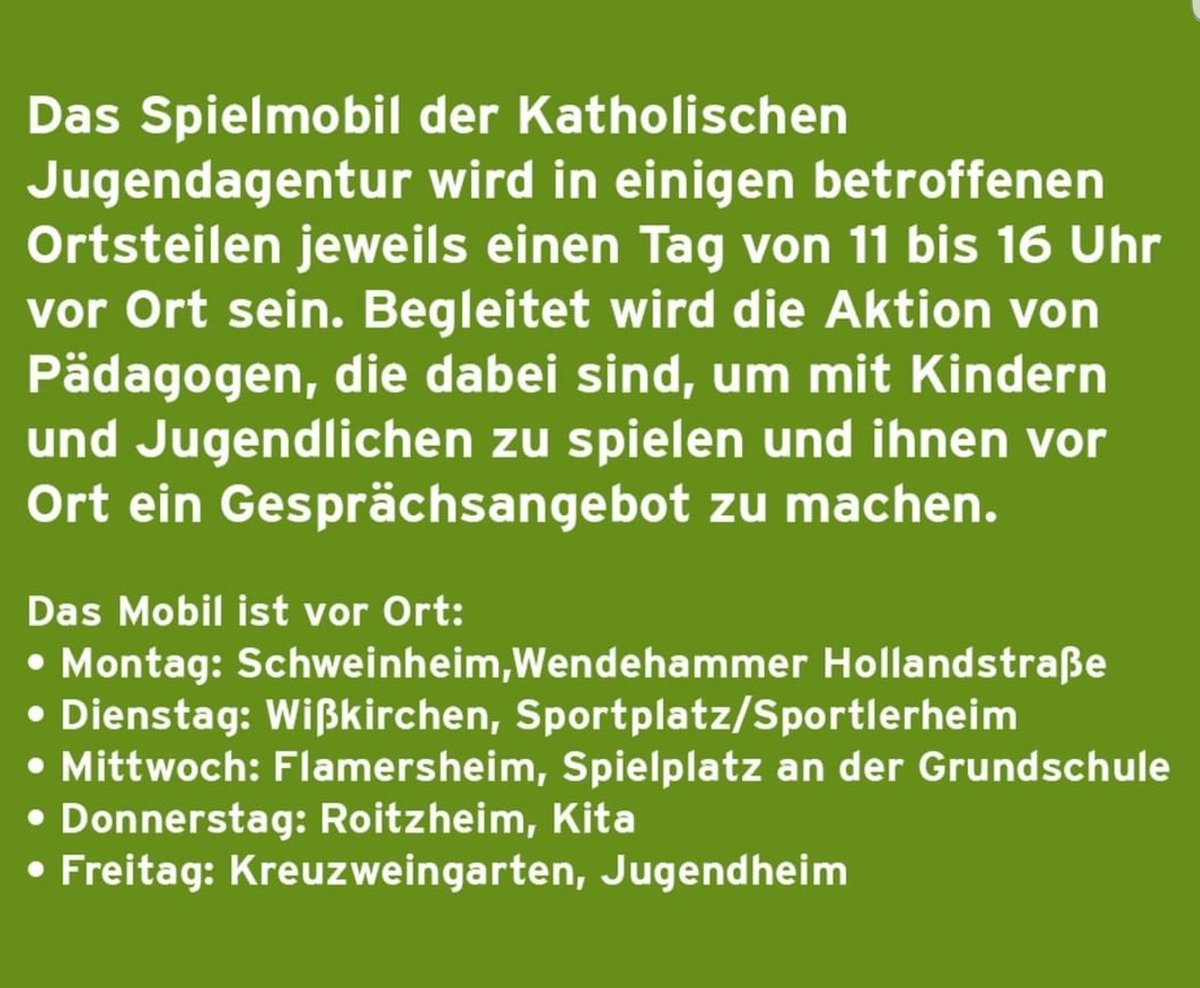 Das Spielmobil der Katholischen
Jugendagentur wird in einigen betroffenen
Ortsteilen jeweils einen Tag von 11 bis 16 Uhr
vor Ort sein. Begleitet wird die Aktion von
Pädagogen, die dabei sind, um mit Kindern
und Jugendlichen zu spielen und ihnen vor
Ort ein Gesprächsangebot zu machen.
Das Mobil ist vor Ort:
• Montag: Schweinheim,Wendehammer Hollandstraße
• Dienstag: Wißkirchen, Sportplatz/Sportlerheim
• Mittwoch: Flamersheim, Spielplatz an der Grundschule
• Donnerstag: Roitzheim, Kita
• Freitag: Kreuzweingarten, Jugendheim